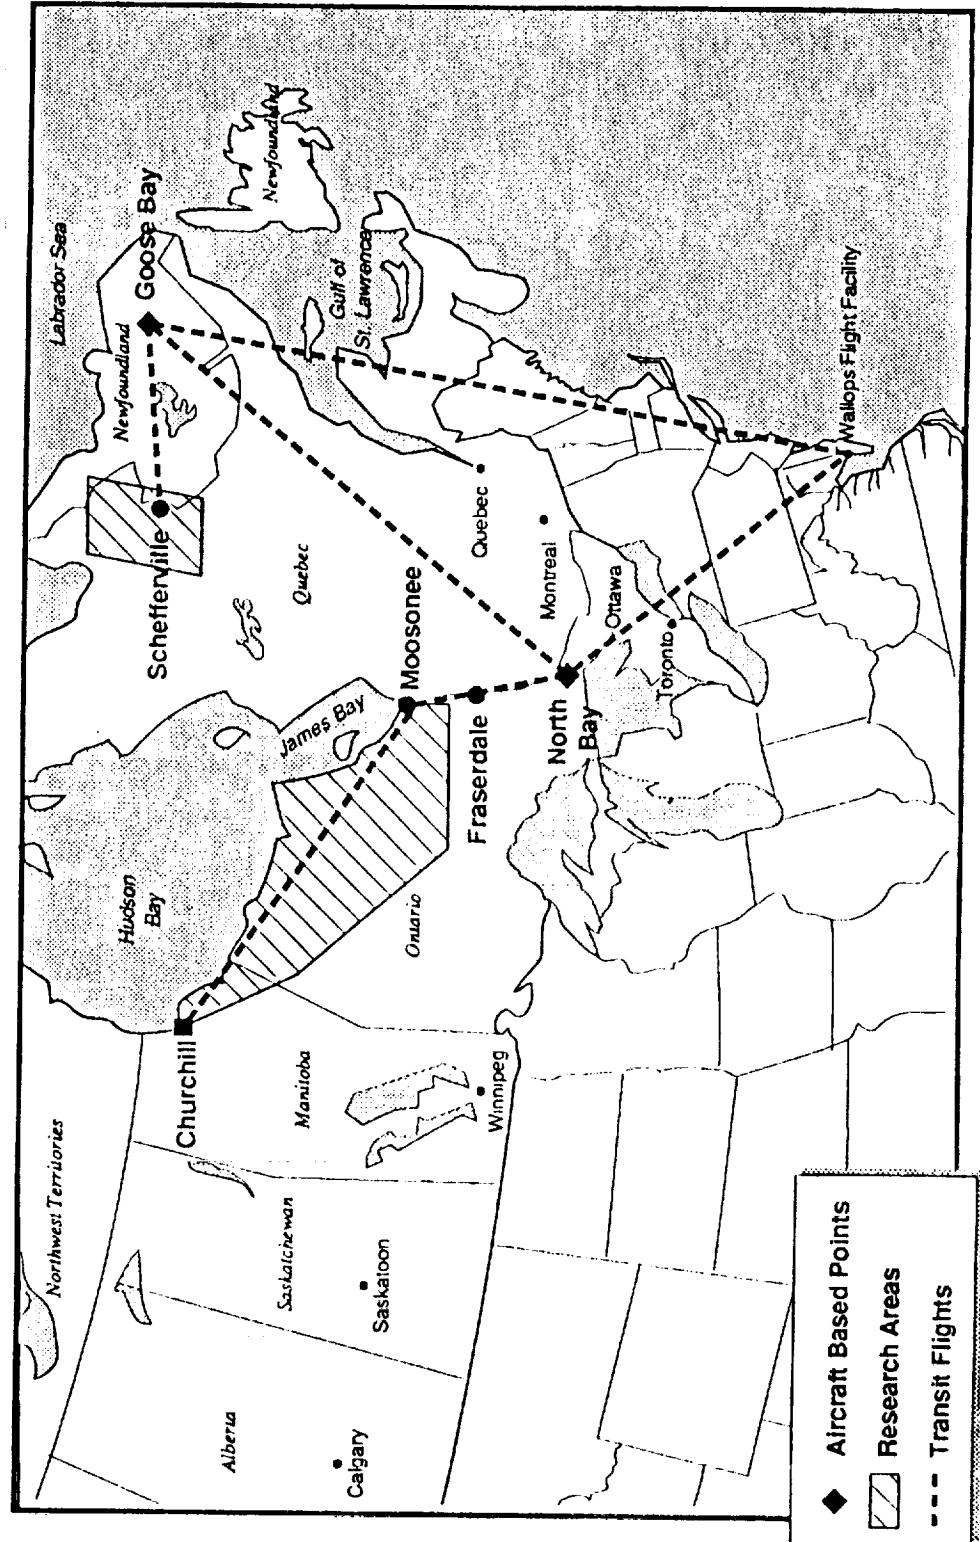 Northwest Territories
Hudson
Bay
Labrador Sea
Newfoundland
Goose Bay
Newfoundland
Gulf of
St. Lawrence
Schefferville
Quebec
James Bay
Moosonee
Churchill
Alberta
Saskatchewan
Manitoba
Ontario
Fraserdale
Quebec
Calgary
Saskatoon
Winnipeg
North
Bay
Montreal
Ottawa
Toronto
Wallops Flight Facility
Aircraft Based Points
Research Areas
Transit Flights